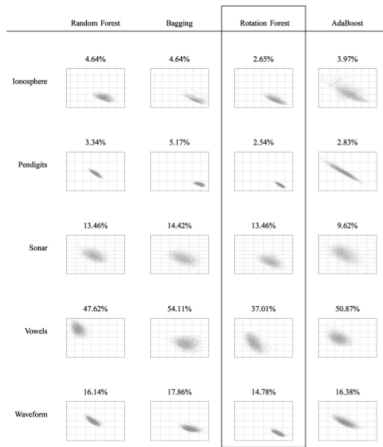 Random Forest Bagging Rotation Forest AdaBoost
4.64% 4.64% 2.65% 3.97%
Ionosphere
3.34% 5.17% 2.54% 2.83%
Pendigits
13.46% 14.42% 13.46% 9.62%
Sonar
47.62% 54.11% 37.01% 50.87%
Vowels
16.14% 17.86% 14.78% 16.38%
Waveform